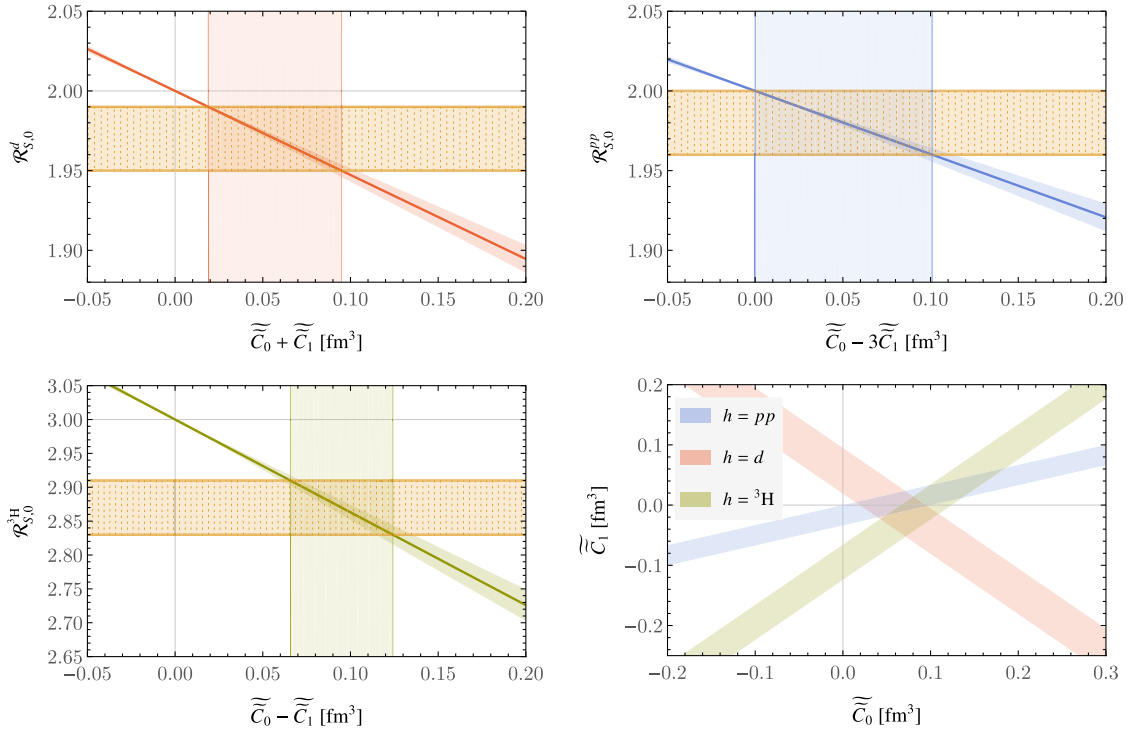 2.05
2.00
1.95
1.90
ℛ^d_{S,0}
−0.05 0.00 0.05 0.10 0.15 0.20
C̃̃_0 + C̃̃_1 [fm^3]
2.05
2.00
1.95
1.90
ℛ^{pp}_{S,0}
−0.05 0.00 0.05 0.10 0.15 0.20
C̃̃_0 − 3C̃̃_1 [fm^3]
3.05
3.00
2.95
2.90
2.85
2.80
2.75
2.70
2.65
ℛ^{^3H}_{S,0}
−0.05 0.00 0.05 0.10 0.15 0.20
C̃̃_0 − C̃̃_1 [fm^3]
0.2
0.1
0.0
−0.1
−0.2
C̃̃_1 [fm^3]
h = pp
h = d
h = ^3H
−0.2 −0.1 0.0 0.1 0.2 0.3
C̃̃_0 [fm^3]